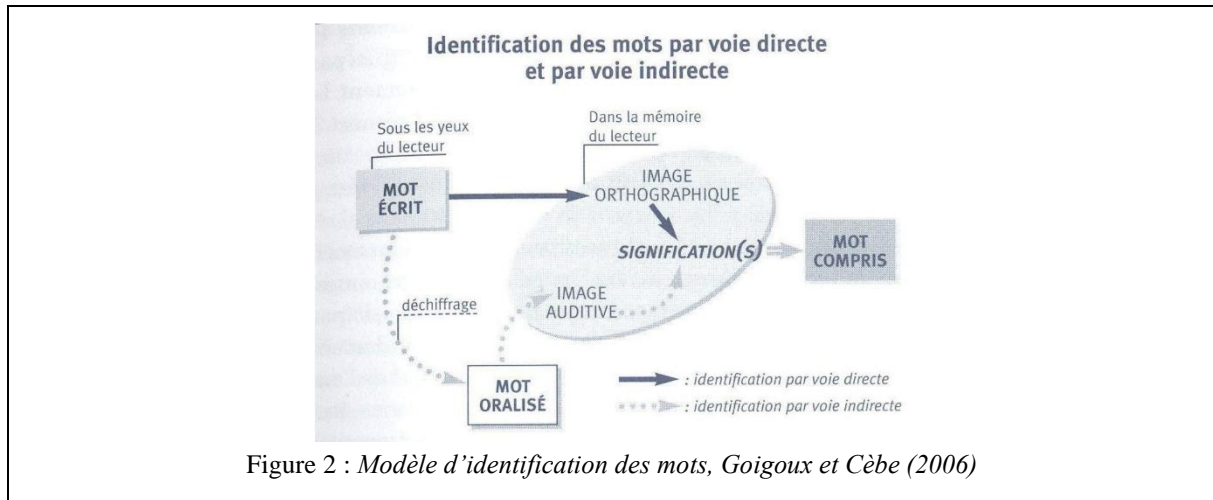 Identification des mots par voie directe
et par voie indirecte
Sous les yeux
du lecteur
Dans la mémoire
du lecteur
MOT
ÉCRIT
IMAGE
ORTHOGRAPHIQUE
SIGNIFICATION(S)
MOT
COMPRIS
IMAGE
AUDITIVE
déchiffrage
MOT
ORALISÉ
: identification par voie directe
: identification par voie indirecte
Figure 2 : Modèle d’identification des mots, Goigoux et Cèbe (2006)